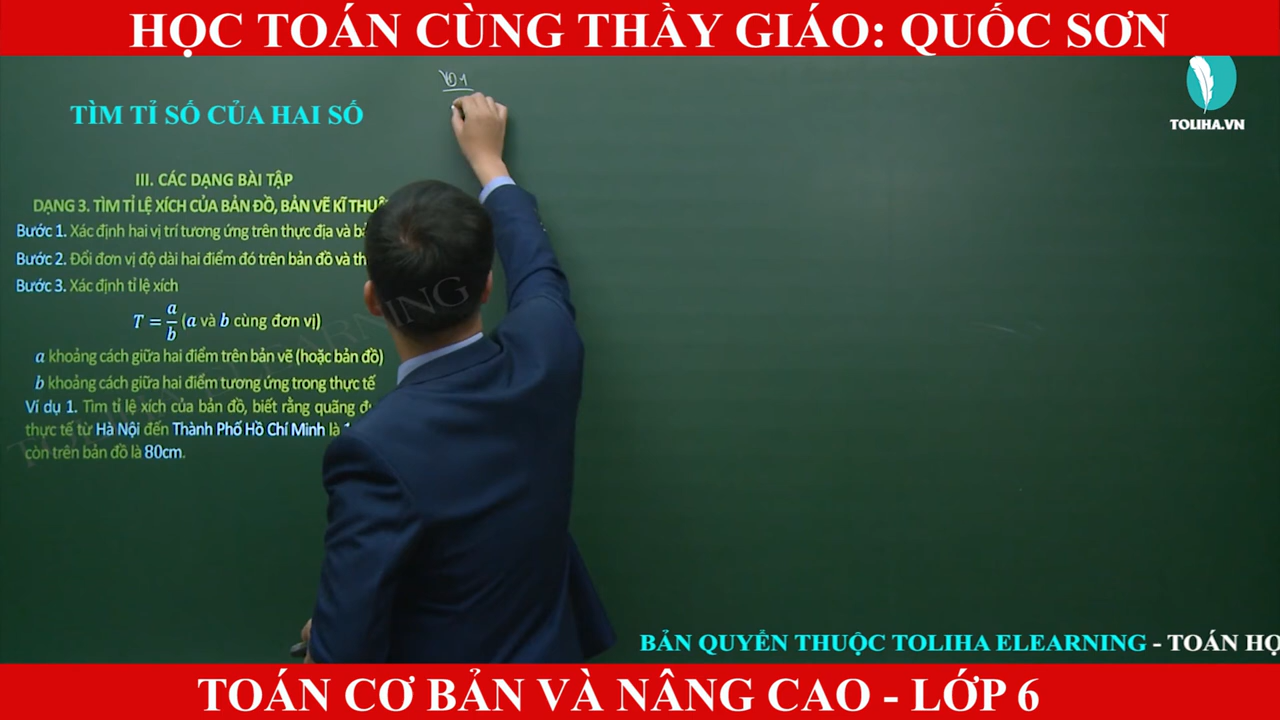 HỌC TOÁN CÙNG THẦY GIÁO: QUỐC SƠN
VD1
TOLIHA.VN
TÌM TỈ SỐ CỦA HAI SỐ
III. CÁC DẠNG BÀI TẬP
DẠNG 3. TÌM TỈ LỆ XÍCH CỦA BẢN ĐỒ, BẢN VẼ KĨ THUẬ
Bước 1. Xác định hai vị trí tương ứng trên thực địa và
Bước 2. Đổi đơn vị độ dài hai điểm đó trên bản đồ và
Bước 3. Xác định tỉ lệ xích
T = a/b (a và b cùng đơn vị)
a khoảng cách giữa hai điểm trên bản vẽ (hoặc bản đồ)
b khoảng cách giữa hai điểm tương ứng trong thực tế
Ví dụ 1. Tìm tỉ lệ xích của bản đồ, biết rằng quãng
thực tế từ Hà Nội đến Thành Phố Hồ Chí Minh là
còn trên bản đồ là 80cm.
BẢN QUYỀN THUỘC TOLIHA ELEARNING - TOÁN HỌ
TOÁN CƠ BẢN VÀ NÂNG CAO - LỚP 6